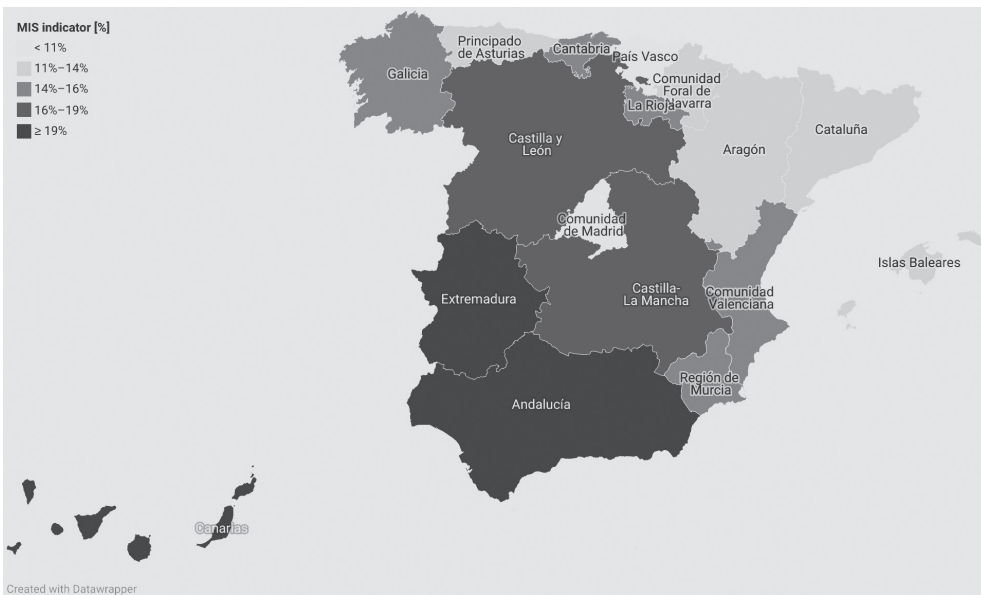 MIS indicator [%]
< 11%
11%–14%
14%–16%
16%–19%
≥ 19%
Principado
de Asturias
Cantabria
País Vasco
Galicia
Comunidad
Foral de
Navarra
La Rioja
Castilla y
León
Aragón
Cataluña
Comunidad
de Madrid
Islas Baleares
Extremadura
Castilla-
La Mancha
Comunidad
Valenciana
Región de
Murcia
Andalucía
Canarias
Created with Datawrapper